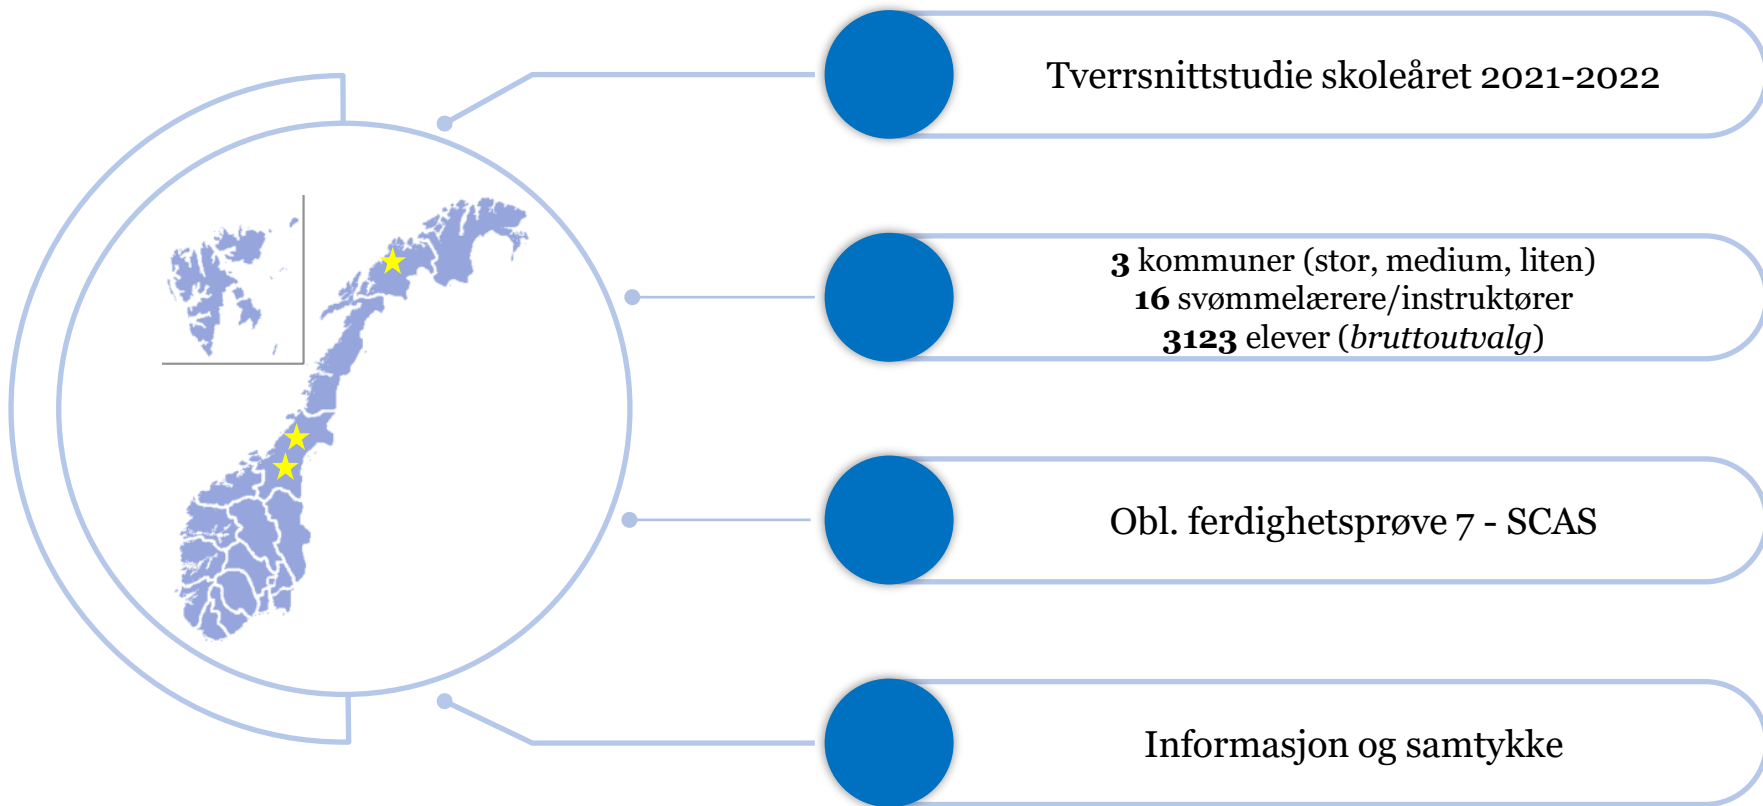 Tverrsnittstudie skoleåret 2021-2022
3 kommuner (stor, medium, liten)
16 svømmelærere/instruktører
3123 elever (bruttoutvalg)
Obl. ferdighetsprøve 7 - SCAS
Informasjon og samtykke